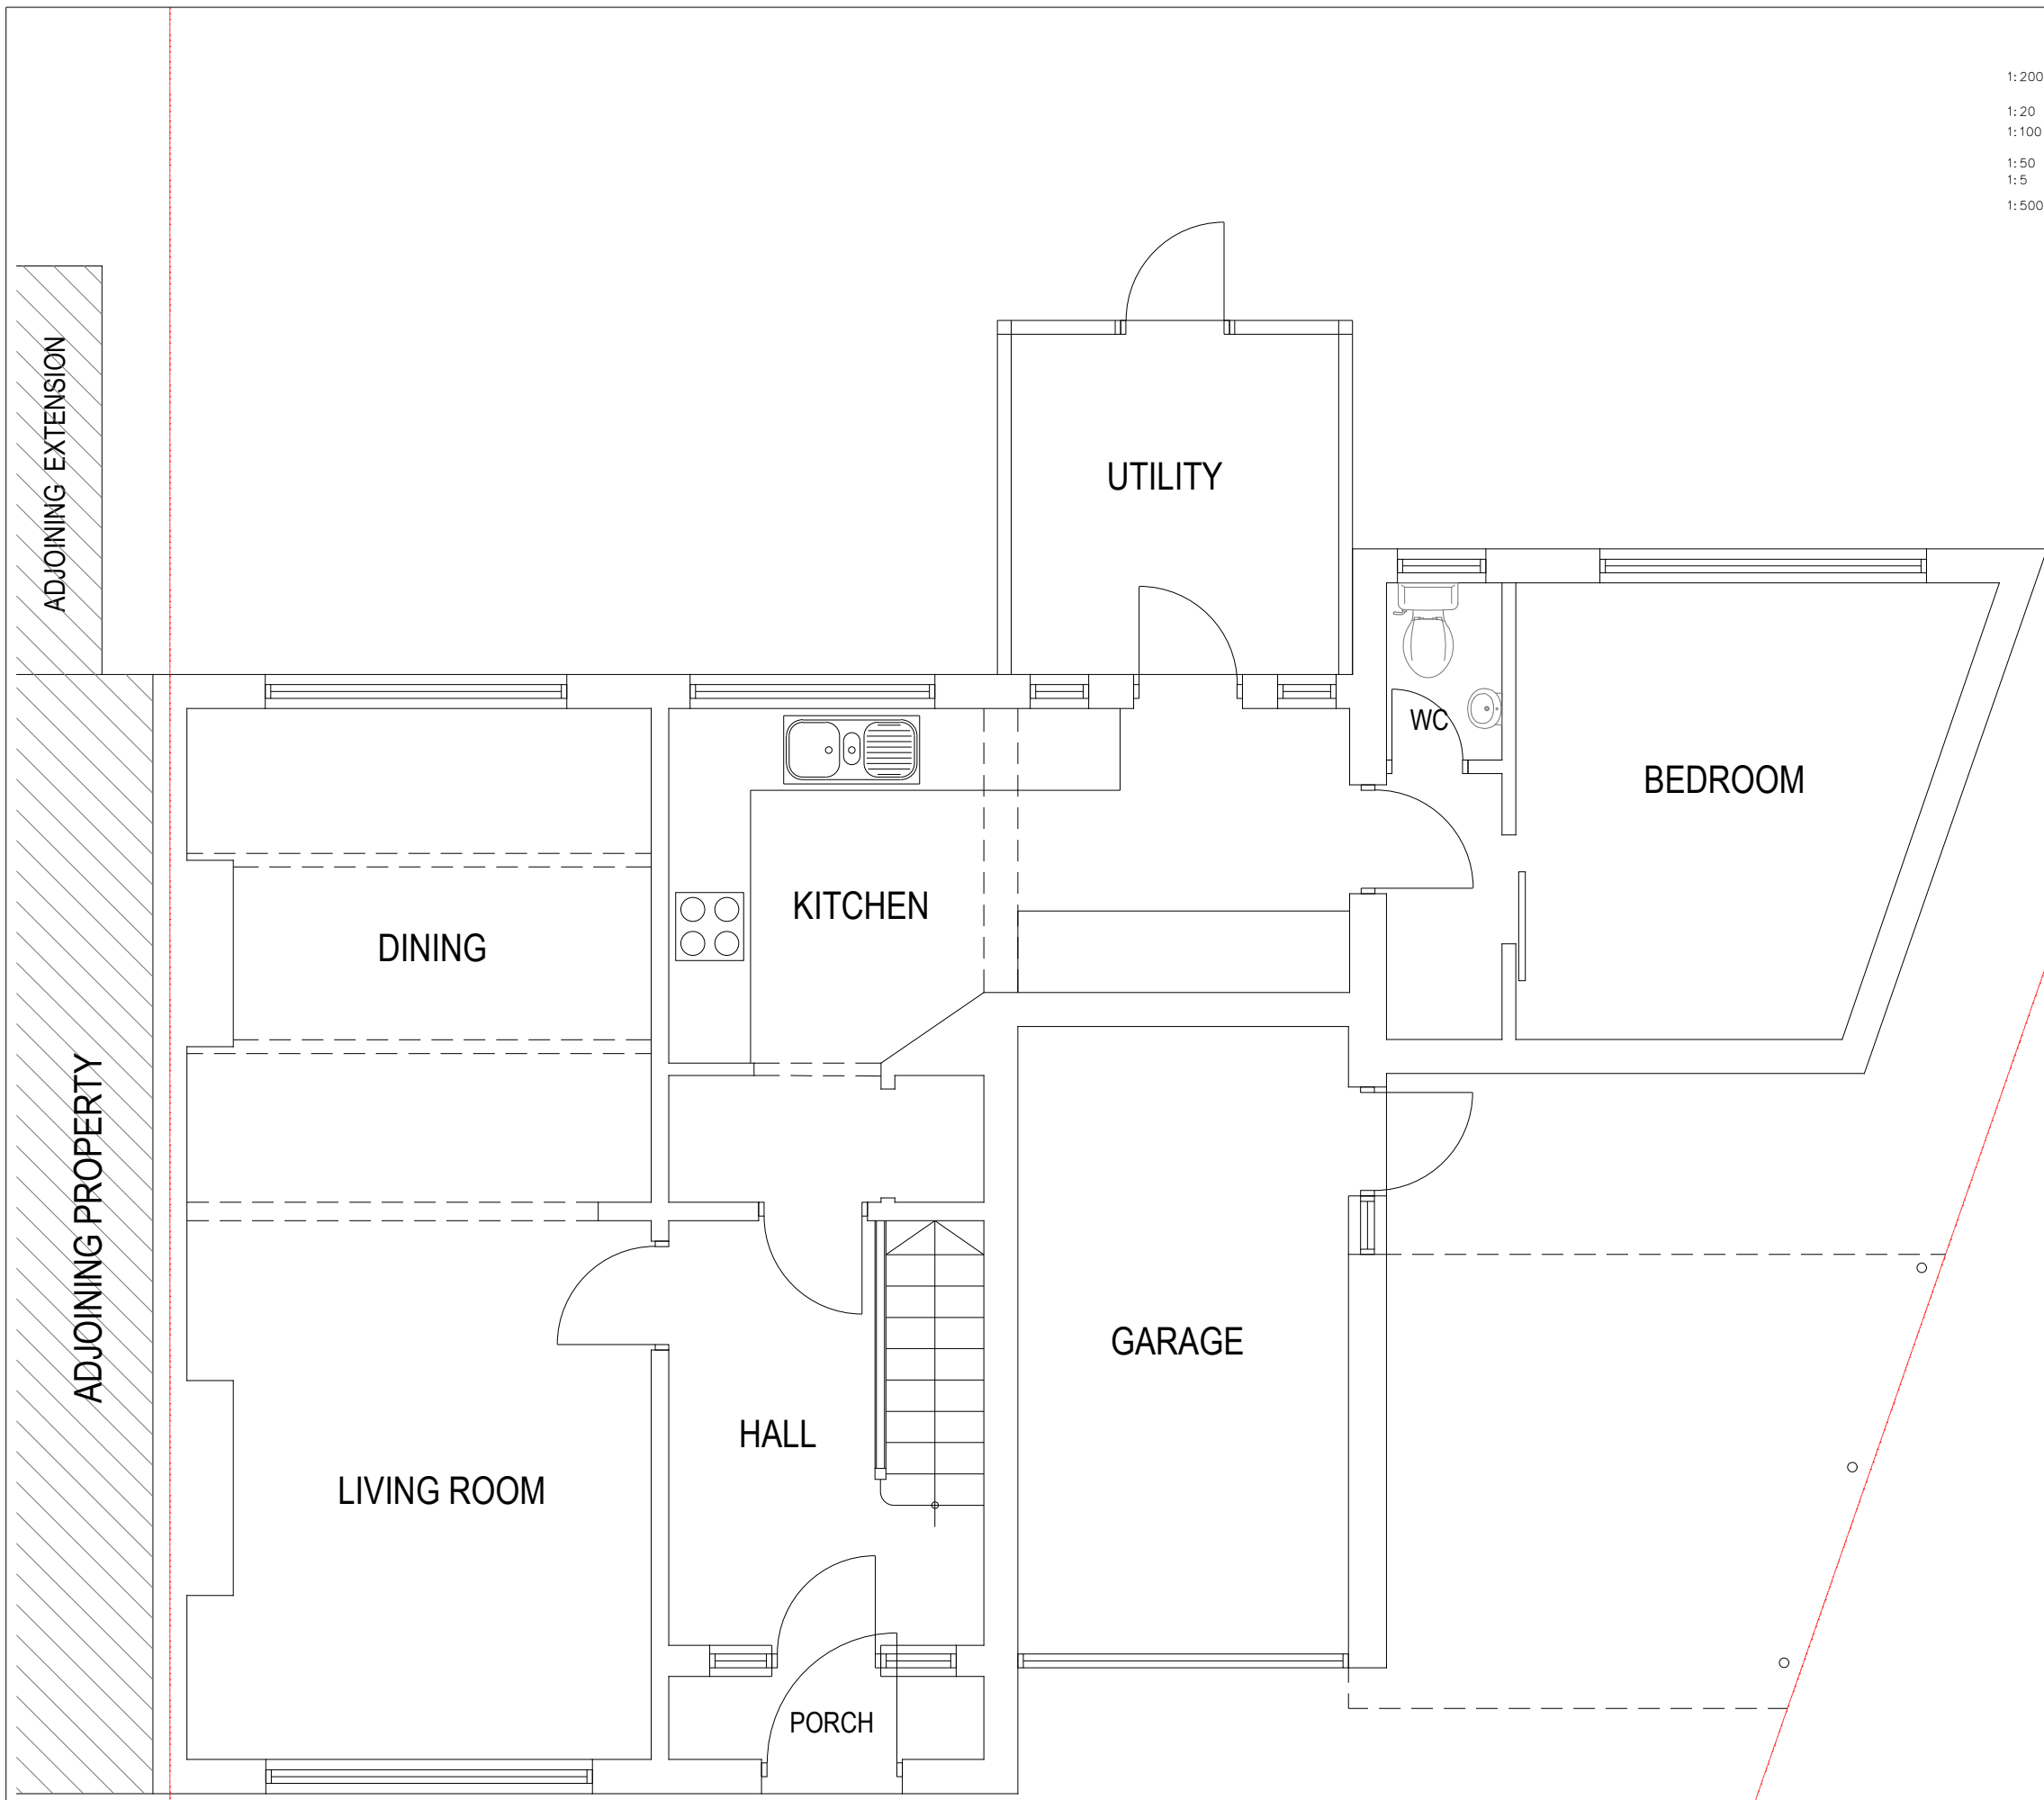 1:200
1:20
1:100
1:50
1:5
1:500
ADJOINING EXTENSION
UTILITY
WC
BEDROOM
KITCHEN
DINING
ADJOINING PROPERTY
GARAGE
HALL
LIVING ROOM
PORCH